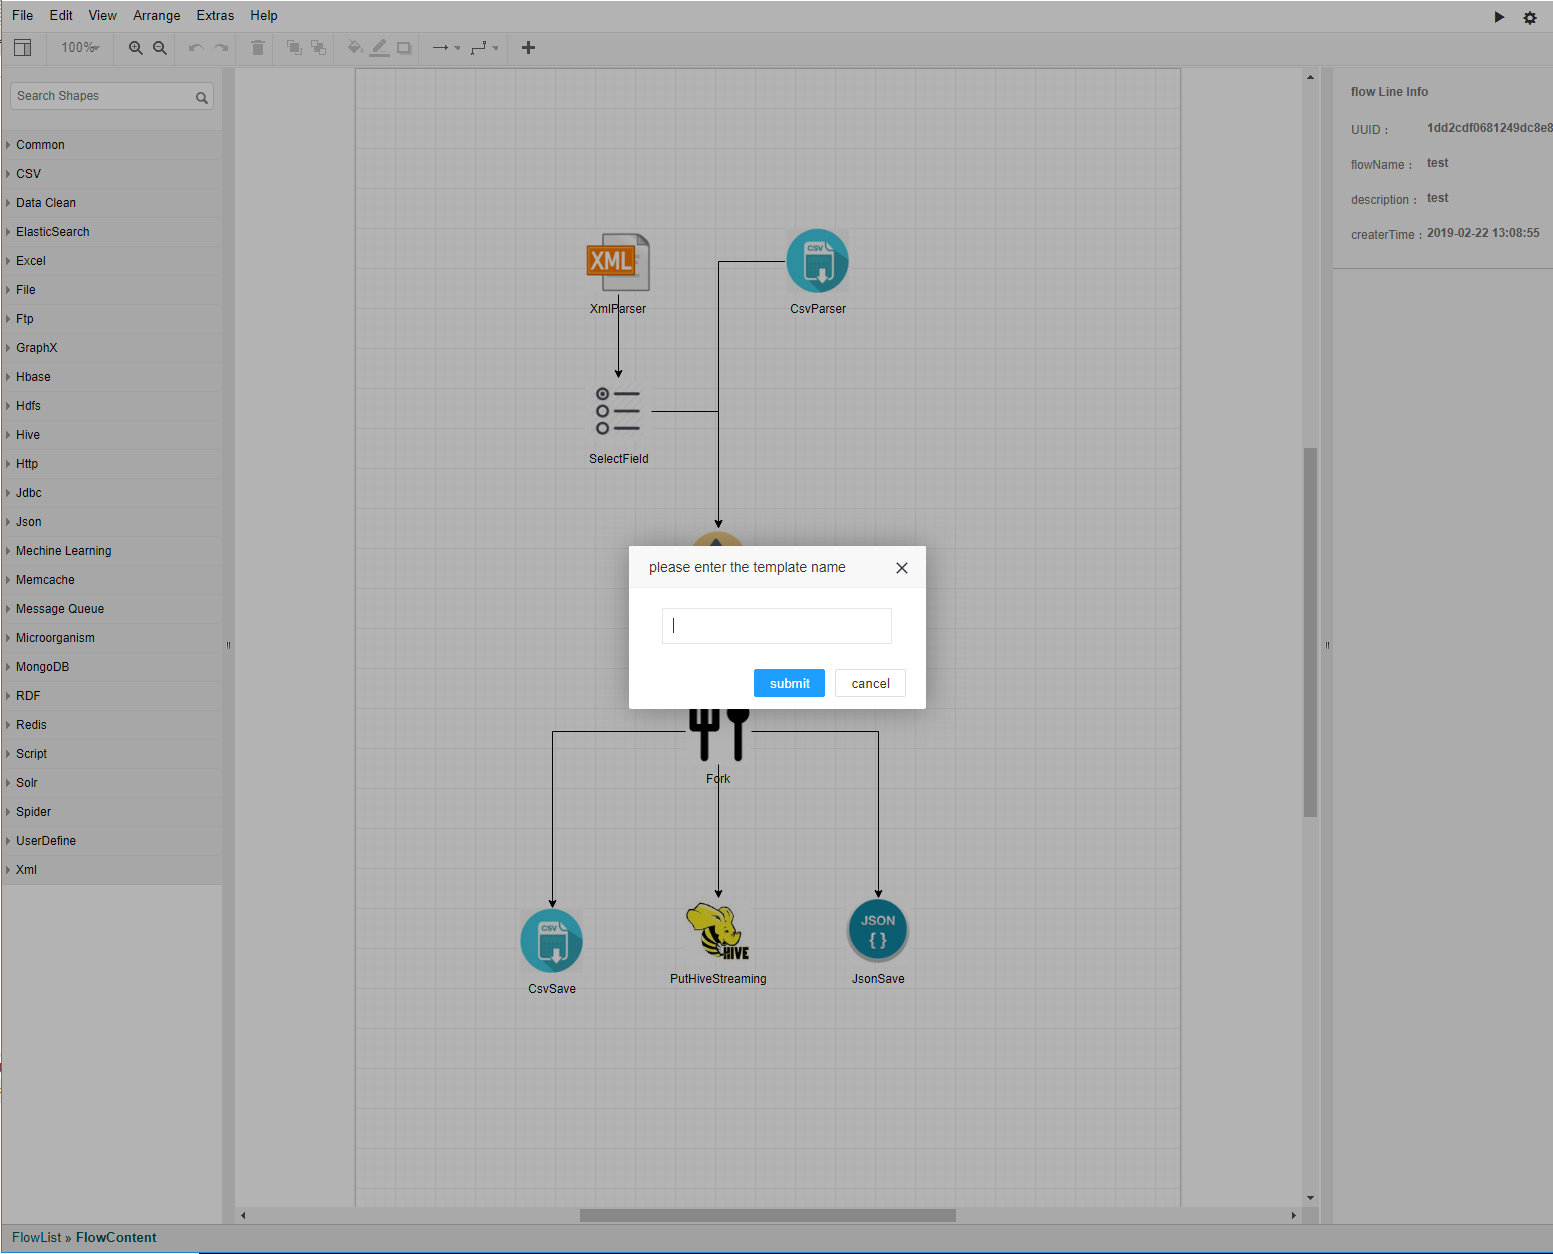 File Edit View Arrange Extras Help
100%
Search Shapes
Common
CSV
Data Clean
ElasticSearch
Excel
File
Ftp
GraphX
Hbase
Hdfs
Hive
Http
Jdbc
Json
Mechine Learning
Memcache
Message Queue
Microorganism
MongoDB
RDF
Redis
Script
Solr
Spider
UserDefine
Xml
XML
CSV
XmlParser
CsvParser
SelectField
please enter the template name
submit cancel
Fork
CSV
HIVE
JSON
{ }
CsvSave
PutHiveStreaming
JsonSave
flow Line Info
UUID : 1dd2cdf0681249dc8e8
flowName : test
description : test
createrTime : 2019-02-22 13:08:55
FlowList » FlowContent